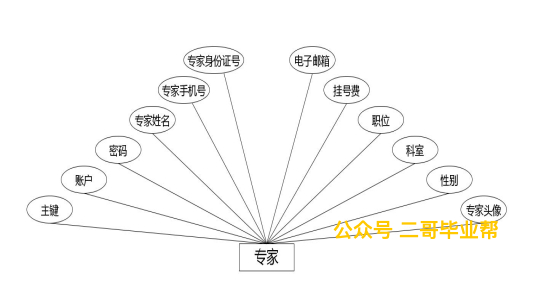 专家身份证号
电子邮箱
专家手机号
挂号费
专家姓名
职位
密码
科室
账户
性别
主键
专家头像
公众号 二哥毕业帮
专家